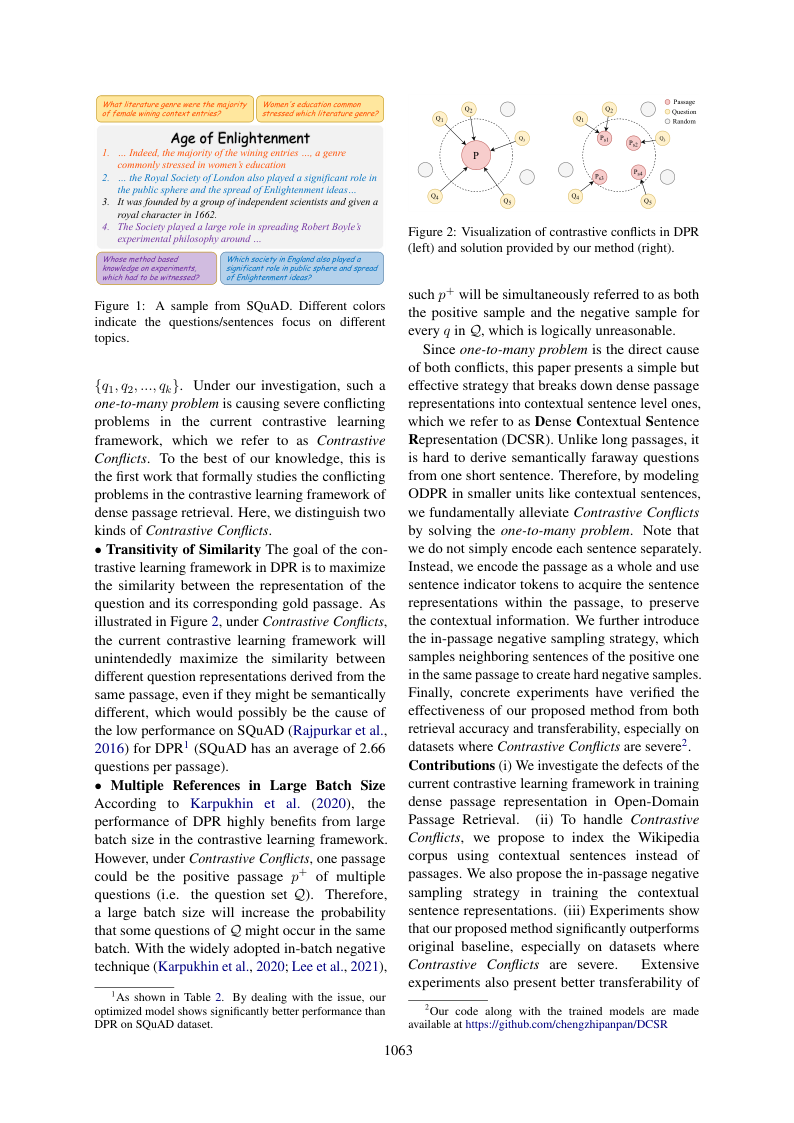 What literature genre were the majority
of female wining context entries?
Women's education common
stressed which literature genre?
Age of Enlightenment
1. ... Indeed, the majority of the wining entries ..., a genre
commonly stressed in women's education
2. ... the Royal Society of London also played a significant role in
the public sphere and the spread of Enlightenment ideas...
3. It was founded by a group of independent scientists and given a
royal character in 1662.
4. The Society played a large role in spreading Robert Boyle's
experimental philosophy around ...
Whose method based
knowledge on experiments,
which had to be witnessed?
Which society in England also played a
significant role in public sphere and spread
of Enlightenment ideas?
Figure 1: A sample from SQuAD. Different colors
indicate the questions/sentences focus on different
topics.
{q1, q2, ..., qk}. Under our investigation, such a
one-to-many problem is causing severe conflicting
problems in the current contrastive learning
framework, which we refer to as Contrastive
Conflicts. To the best of our knowledge, this is
the first work that formally studies the conflicting
problems in the contrastive learning framework of
dense passage retrieval. Here, we distinguish two
kinds of Contrastive Conflicts.
• Transitivity of Similarity The goal of the con-
trastive learning framework in DPR is to maximize
the similarity between the representation of the
question and its corresponding gold passage. As
illustrated in Figure 2, under Contrastive Conflicts,
the current contrastive learning framework will
unintendedly maximize the similarity between
different question representations derived from the
same passage, even if they might be semantically
different, which would possibly be the cause of
the low performance on SQuAD (Rajpurkar et al.,
2016) for DPR1 (SQuAD has an average of 2.66
questions per passage).
• Multiple References in Large Batch Size
According to Karpukhin et al. (2020), the
performance of DPR highly benefits from large
batch size in the contrastive learning framework.
However, under Contrastive Conflicts, one passage
could be the positive passage p+ of multiple
questions (i.e. the question set Q). Therefore,
a large batch size will increase the probability
that some questions of Q might occur in the same
batch. With the widely adopted in-batch negative
technique (Karpukhin et al., 2020; Lee et al., 2021),
1As shown in Table 2. By dealing with the issue, our
optimized model shows significantly better performance than
DPR on SQuAD dataset.
Q1
Q2
Q3
P
Q4
Q5
Q1
Q2
Q3
Ps1
Ps2
Ps3
Ps4
Q4
Q5
Passage
Question
Random
Figure 2: Visualization of contrastive conflicts in DPR
(left) and solution provided by our method (right).
such p+ will be simultaneously referred to as both
the positive sample and the negative sample for
every q in Q, which is logically unreasonable.
Since one-to-many problem is the direct cause
of both conflicts, this paper presents a simple but
effective strategy that breaks down dense passage
representations into contextual sentence level ones,
which we refer to as Dense Contextual Sentence
Representation (DCSR). Unlike long passages, it
is hard to derive semantically faraway questions
from one short sentence. Therefore, by modeling
ODPR in smaller units like contextual sentences,
we fundamentally alleviate Contrastive Conflicts
by solving the one-to-many problem. Note that
we do not simply encode each sentence separately.
Instead, we encode the passage as a whole and use
sentence indicator tokens to acquire the sentence
representations within the passage, to preserve
the contextual information. We further introduce
the in-passage negative sampling strategy, which
samples neighboring sentences of the positive one
in the same passage to create hard negative samples.
Finally, concrete experiments have verified the
effectiveness of our proposed method from both
retrieval accuracy and transferability, especially on
datasets where Contrastive Conflicts are severe2.
Contributions (i) We investigate the defects of the
current contrastive learning framework in training
dense passage representation in Open-Domain
Passage Retrieval. (ii) To handle Contrastive
Conflicts, we propose to index the Wikipedia
corpus using contextual sentences instead of
passages. We also propose the in-passage negative
sampling strategy in training the contextual
sentence representations. (iii) Experiments show
that our proposed method significantly outperforms
original baseline, especially on datasets where
Contrastive Conflicts are severe. Extensive
experiments also present better transferability of
2Our code along with the trained models are made
available at https://github.com/chengzhipanpan/DCSR
1063